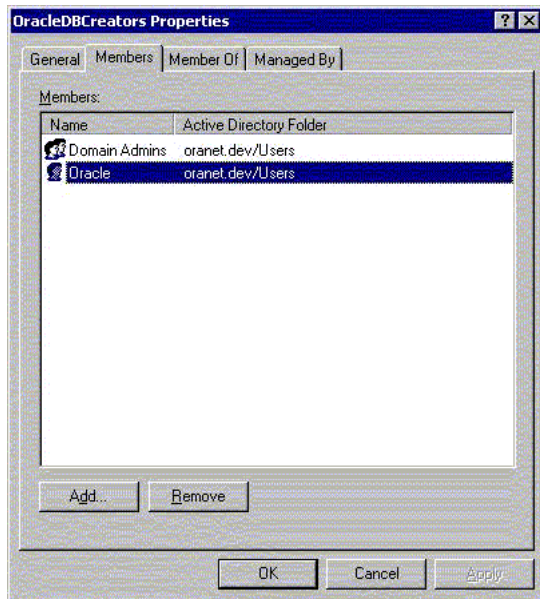 OracleDBCreators Properties ? X
General Members Member Of Managed By
Members:
Name Active Directory Folder
Domain Admins oranet.dev/Users
Oracle oranet.dev/Users
Add... Remove
OK Cancel Apply